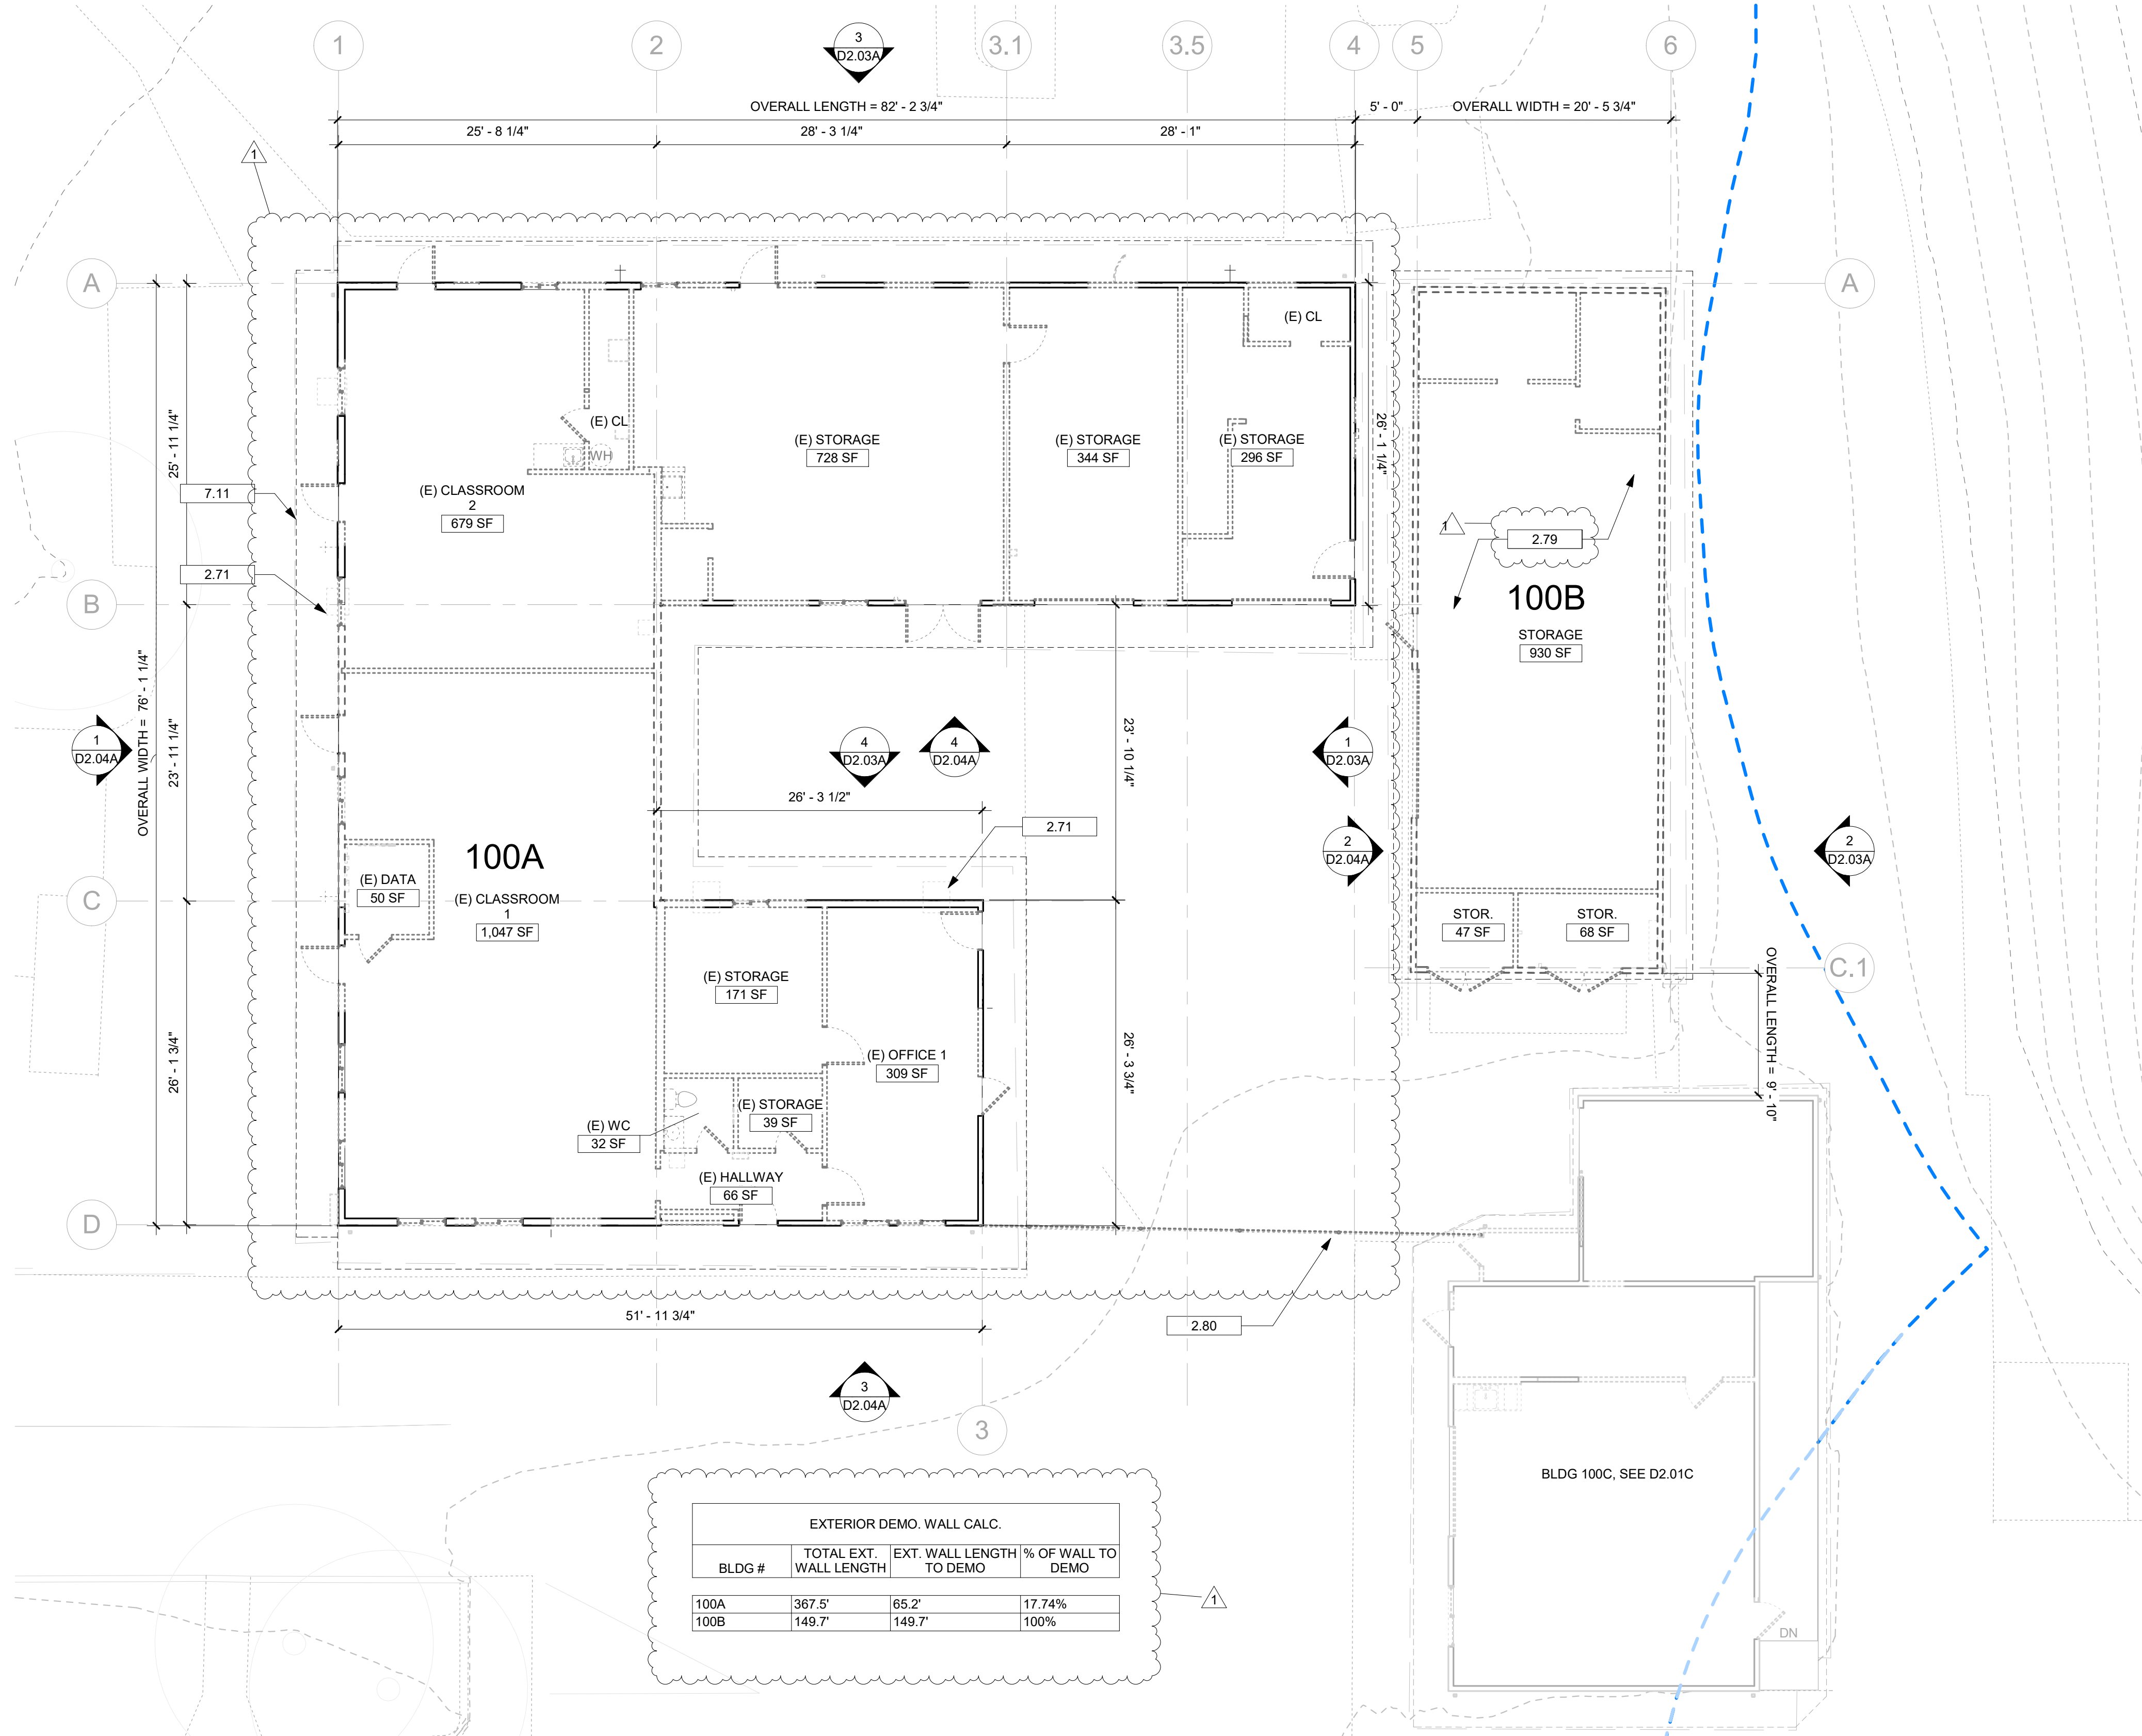 1
2
3
D2.03A
3.1
3.5
4
5
6
OVERALL LENGTH = 82' - 2 3/4"
5' - 0"
OVERALL WIDTH = 20' - 5 3/4"
25' - 8 1/4"
28' - 3 1/4"
28' - 1"
1
A
A
(E) CL
(E) CL
WH
25' - 11 1/4"
26' - 1 1/4"
(E) STORAGE
728 SF
(E) STORAGE
344 SF
(E) STORAGE
296 SF
7.11
(E) CLASSROOM
2
679 SF
1
2.79
2.71
B
100B
STORAGE
930 SF
OVERALL WIDTH = 76' - 1 1/4"
23' - 11 1/4"
1
D2.04A
4
D2.03A
4
D2.04A
23' - 10 1/4"
1
D2.03A
26' - 3 1/2"
2.71
2
D2.04A
2
D2.03A
100A
(E) DATA
50 SF
(E) CLASSROOM
1
1,047 SF
C
STOR.
47 SF
STOR.
68 SF
C.1
OVERALL LENGTH = 9' - 10"
(E) STORAGE
171 SF
26' - 1 3/4"
26' - 3 3/4"
(E) OFFICE 1
309 SF
(E) STORAGE
39 SF
(E) WC
32 SF
(E) HALLWAY
66 SF
D
51' - 11 3/4"
2.80
3
D2.04A
3
BLDG 100C, SEE D2.01C
DN
EXTERIOR DEMO. WALL CALC.
BLDG # TOTAL EXT. WALL LENGTH EXT. WALL LENGTH TO DEMO % OF WALL TO DEMO
100A 367.5' 65.2' 17.74%
100B 149.7' 149.7' 100%
1